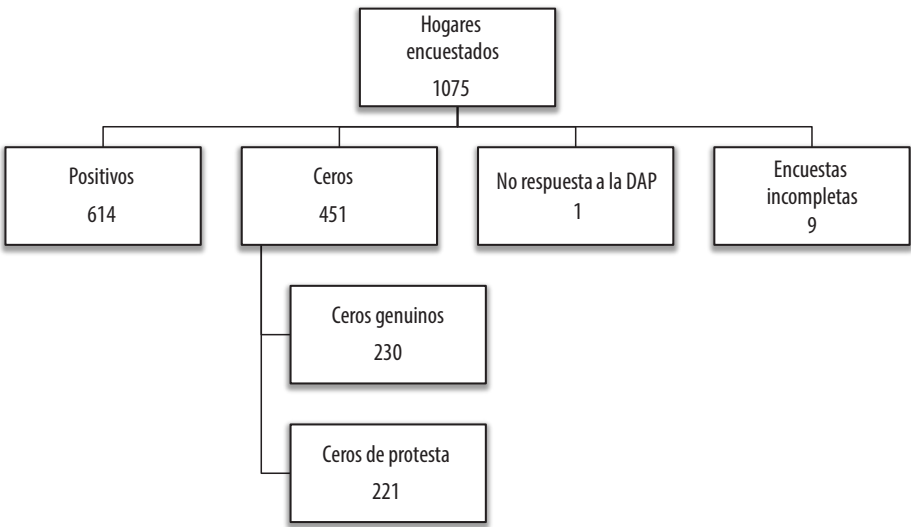 Hogares
encuestados
1075
Positivos
614
Ceros
451
No respuesta a la DAP
1
Encuestas
incompletas
9
Ceros genuinos
230
Ceros de protesta
221